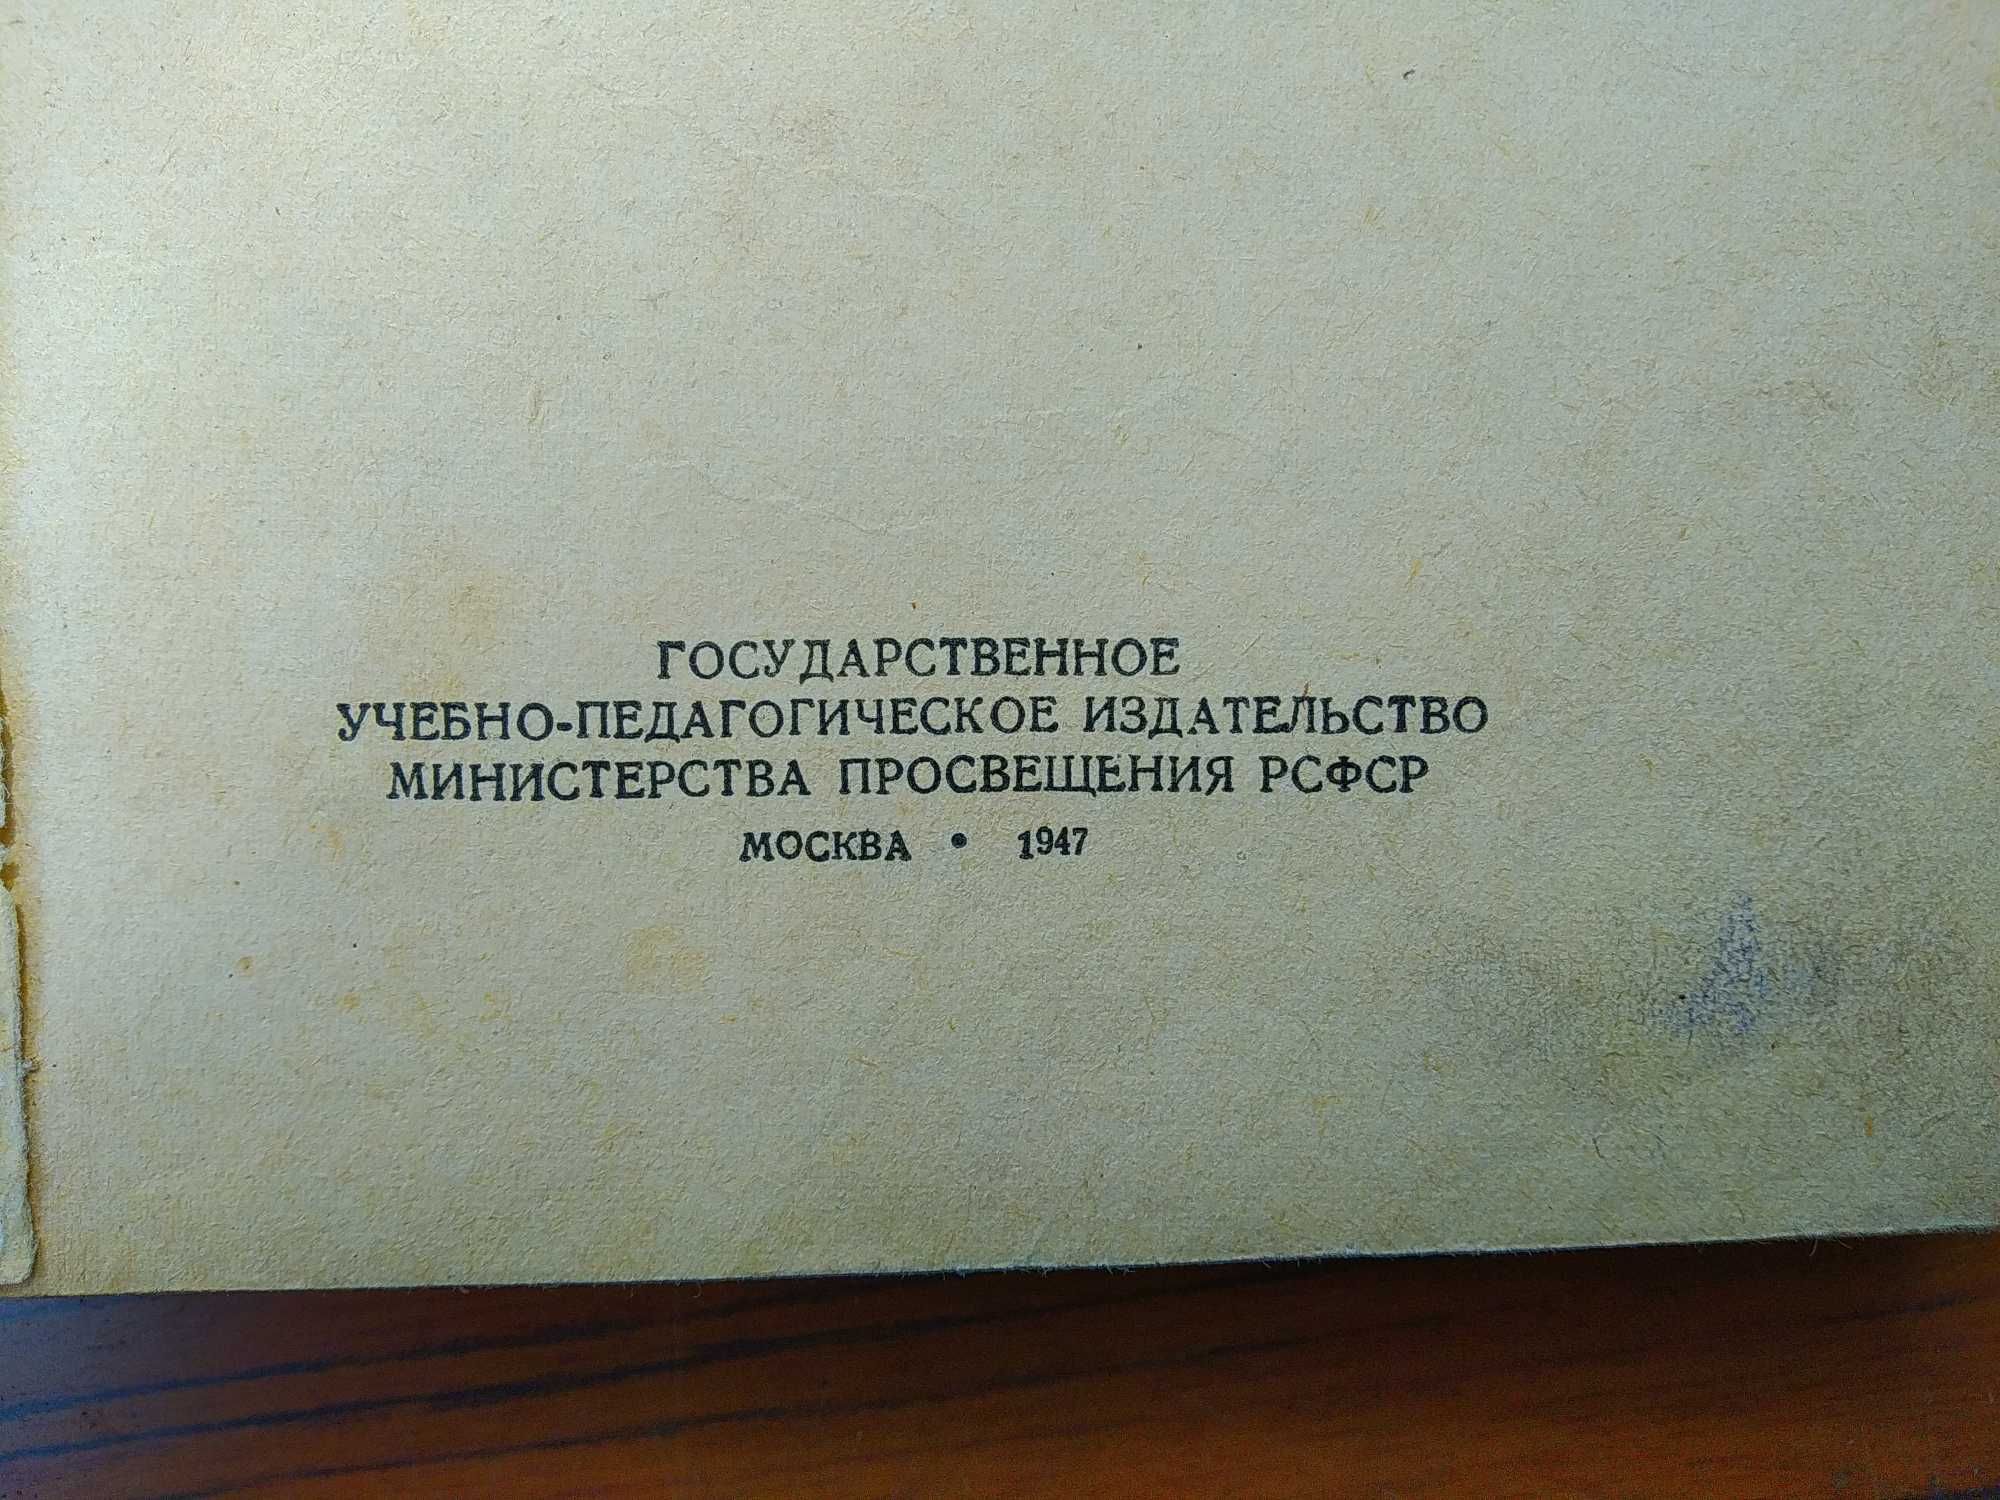 ГОСУДАРСТВЕННОЕ
УЧЕБНО-ПЕДАГОГИЧЕСКОЕ ИЗДАТЕЛЬСТВО
МИНИСТЕРСТВА ПРОСВЕЩЕНИЯ РСФСР
МОСКВА • 1947